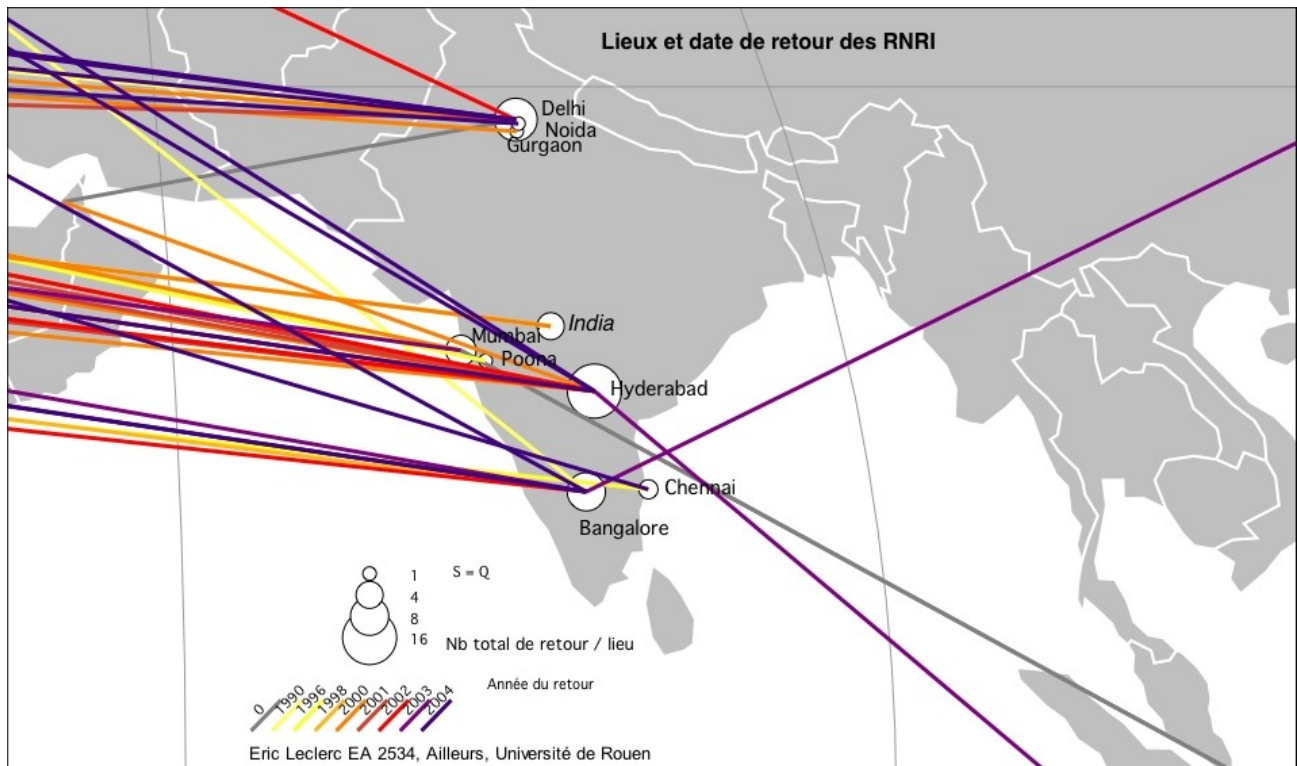 Lieux et date de retour des RNRI
Delhi
Noida
Gurgaon
India
Mumbai
Poona
Hyderabad
Chennai
Bangalore
1 S = Q
4
8
16 Nb total de retour / lieu
Année du retour
0 1990 1996 1998 2000 2001 2002 2003 2004
Eric Leclerc EA 2534, Ailleurs, Université de Rouen